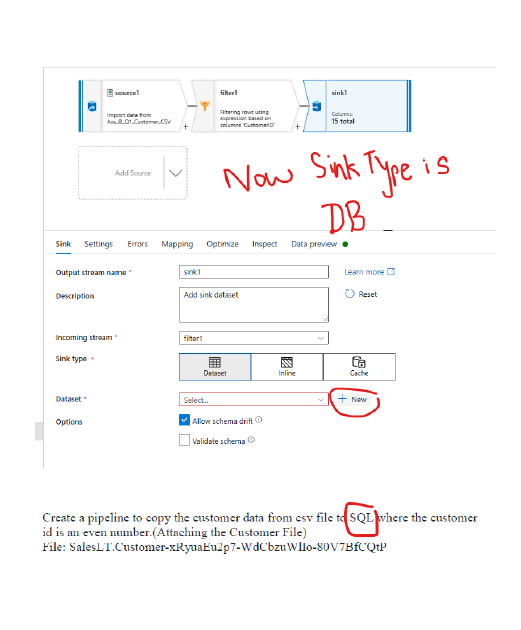 source1
Import data from
Ass_8_Q1_Customer_CSV
+
filter1
Filtering rows using
expression based on
columns 'CustomerID'
+
sink1
Columns:
15 total
Add Source
Now Sink Type is
DB
Sink Settings Errors Mapping Optimize Inspect Data preview
Output stream name *
sink1
Learn more
Description
Add sink dataset
Reset
Incoming stream *
filter1
Sink type *
Dataset
Inline
Cache
Dataset *
Select...
+ New
Options
Allow schema drift
Validate schema
Create a pipeline to copy the customer data from csv file to SQL where the customer
id is an even number.(Attaching the Customer File)
File: SalesLT.Customer-xRyuaEu2p7-WdCbzuWlIo-80V7BfCQtP